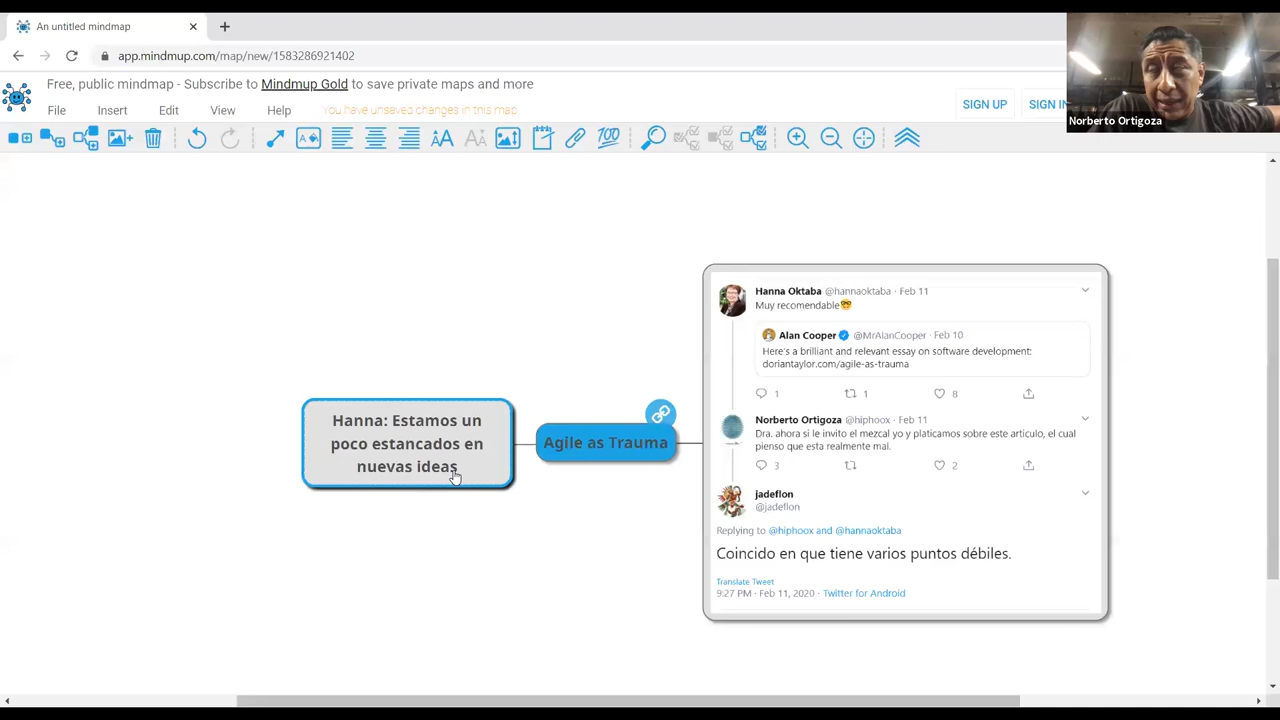 An untitled mindmap
app.mindmup.com/map/new/1583286921402
Free, public mindmap - Subscribe to Mindmup Gold to save private maps and more
File Insert Edit View Help You have unsaved changes in this map
SIGN UP SIGN IN
Norberto Ortigoza
Hanna: Estamos un
poco estancados en
nuevas ideas
Agile as Trauma
Hanna Oktaba @hannaoktaba · Feb 11
Muy recomendable🤓
Alan Cooper @MrAlanCooper · Feb 10
Here's a brilliant and relevant essay on software development:
doriantaylor.com/agile-as-trauma
1 1 8
Norberto Ortigoza @hiphoox · Feb 11
Dra. ahora si le invito el mezcal yo y platicamos sobre este articulo, el cual
pienso que esta realmente mal.
3 2
jadeflon
@jadeflon
Replying to @hiphoox and @hannaoktaba
Coincido en que tiene varios puntos débiles.
Translate Tweet
9:27 PM · Feb 11, 2020 · Twitter for Android